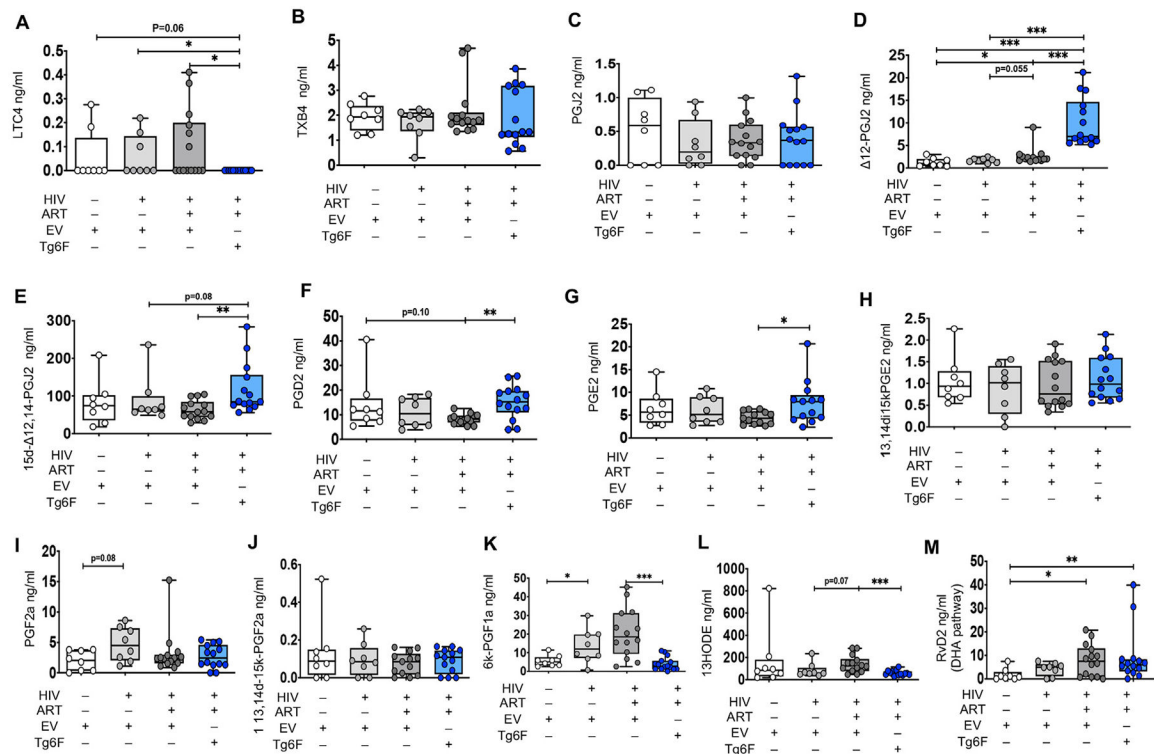 A
LTC4 ng/ml
P=0.06
*
*
0.5
0.4
0.3
0.2
0.1
0.0
HIV – + + +
ART – – + +
EV + + + –
Tg6F – – – +
B
TXB4 ng/ml
5
4
3
2
1
0
HIV – + + +
ART – – + +
EV + + + –
Tg6F – – – +
C
PGJ2 ng/ml
2.0
1.5
1.0
0.5
0.0
HIV – + + +
ART – – + +
EV + + + –
Tg6F – – – +
D
Δ12-PGJ2 ng/ml
***
***
* ***
p=0.055
25
20
15
10
5
0
HIV – + + +
ART – – + +
EV + + + –
Tg6F – – – +
E
15d-Δ12,14-PGJ2 ng/ml
p=0.08
**
300
200
100
0
HIV – + + +
ART – – + +
EV + + + –
Tg6F – – – +
F
PGD2 ng/ml
p=0.10 **
50
40
30
20
10
0
HIV – + + +
ART – – + +
EV + + + –
Tg6F – – – +
G
PGE2 ng/ml
*
25
20
15
10
5
0
HIV – + + +
ART – – + +
EV + + + –
Tg6F – – – +
H
13,14d15kPGE2 ng/ml
2.5
2.0
1.5
1.0
0.5
0.0
HIV – + + +
ART – – + +
EV + + + –
Tg6F – – – +
I
PGF2a ng/ml
p=0.08
20
15
10
5
0
HIV – + + +
ART – – + +
EV + + + –
Tg6F – – – +
J
1 13,14d-15k-PGF2a ng/ml
0.6
0.4
0.2
0.0
HIV – + + +
ART – – + +
EV + + + –
Tg6F – – – +
K
6k-PGF1a ng/ml
* ***
60
50
40
30
20
10
0
HIV – + + +
ART – – + +
EV + + + –
Tg6F – – – +
L
13HODE ng/ml
p=0.07 ***
1000
800
600
400
200
0
HIV – + + +
ART – – + +
EV + + + –
Tg6F – – – +
M
RvD2 ng/ml
(DHA pathway)
**
*
50
40
30
20
10
0
HIV – + + +
ART – – + +
EV + + + –
Tg6F – – – +